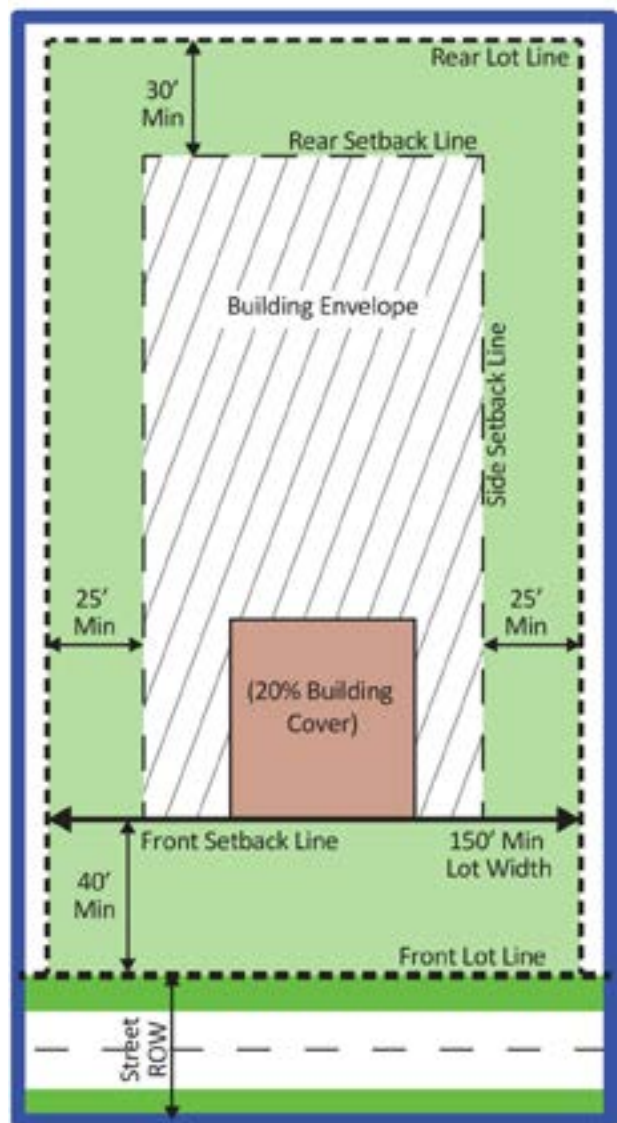 Rear Lot Line
30'
Min
Rear Setback Line
Building Envelope
Side Setback Line
25'
Min
25'
Min
(20% Building
Cover)
Front Setback Line
150' Min
Lot Width
40'
Min
Front Lot Line
Street
ROW